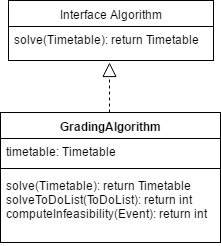 Interface Algorithm
solve(Timetable): return Timetable
GradingAlgorithm
timetable: Timetable
solve(Timetable): return Timetable
solveToDoList(ToDoList): return int
computeInfeasibility(Event): return int